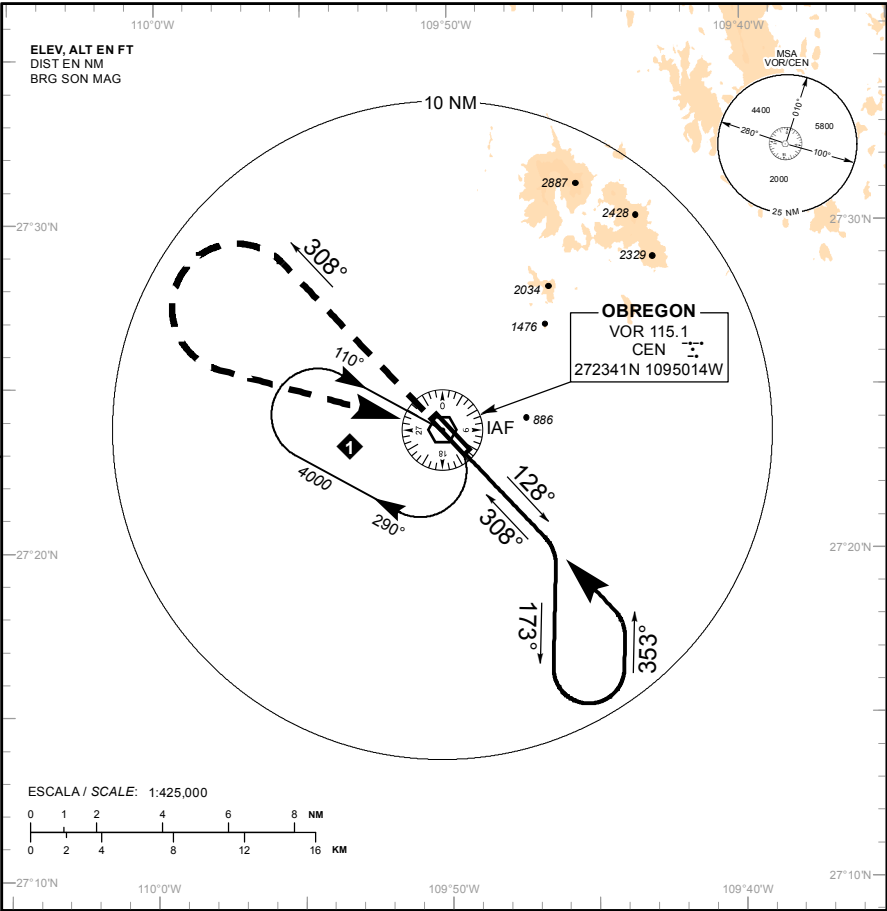 110°0'W
109°50'W
109°40'W
ELEV, ALT EN FT
DIST EN NM
BRG SON MAG
MSA
VOR/CEN
4400
010°
5800
280°
100°
2000
25 NM
10 NM
2887
2428
2329
2034
1476
27°30'N
27°30'N
308°
OBREGON
VOR 115.1
CEN
272341N 1095014W
110°
0
9
18
27
IAF
886
1
4000
290°
128°
308°
27°20'N
27°20'N
173°
353°
ESCALA / SCALE: 1:425,000
0 1 2 4 6 8 NM
0 2 4 8 12 16 KM
27°10'N
27°10'N
110°0'W
109°50'W
109°40'W